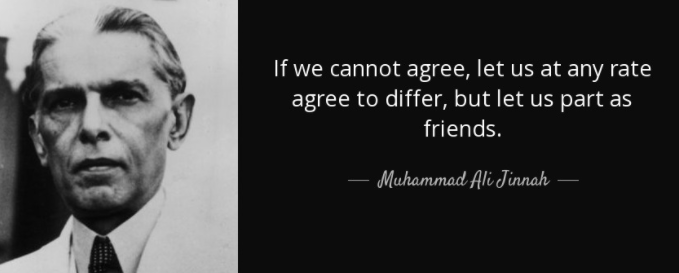 If we cannot agree, let us at any rate
agree to differ, but let us part as
friends.
Muhammad Ali Jinnah